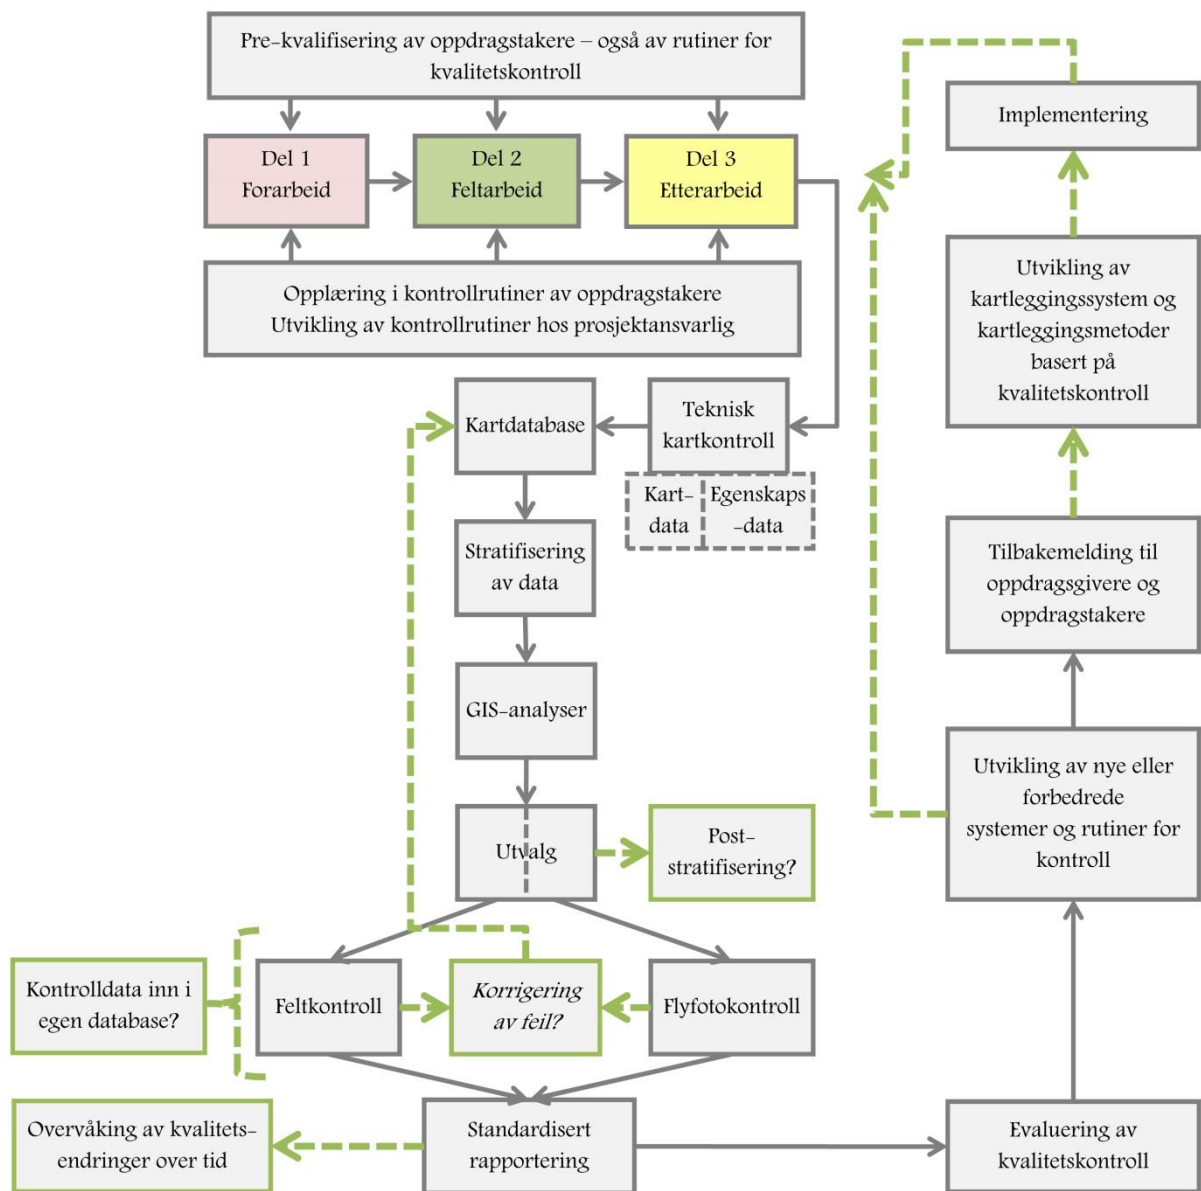 Pre-kvalifisering av oppdragstakere – også av rutiner for
kvalitetskontroll
Implementering
Del 1
Forarbeid
Del 2
Feltarbeid
Del 3
Etterarbeid
Opplæring i kontrollrutiner av oppdragstakere
Utvikling av kontrollrutiner hos prosjektansvarlig
Utvikling av
kartleggingssystem og
kartleggingsmetoder
basert på
kvalitetskontroll
Kartdatabase
Teknisk
kartkontroll
Kart-
data
Egenskaps
-data
Stratifisering
av data
Tilbakemelding til
oppdragsgivere og
oppdragstakere
GIS-analyser
Utvalg
Post-
stratifisering?
Utvikling av nye eller
forbedrede
systemer og rutiner for
kontroll
Kontrolldata inn i
egen database?
Feltkontroll
Korrigering
av feil?
Flyfotokontroll
Overvåking av kvalitets-
endringer over tid
Standardisert
rapportering
Evaluering av
kvalitetskontroll